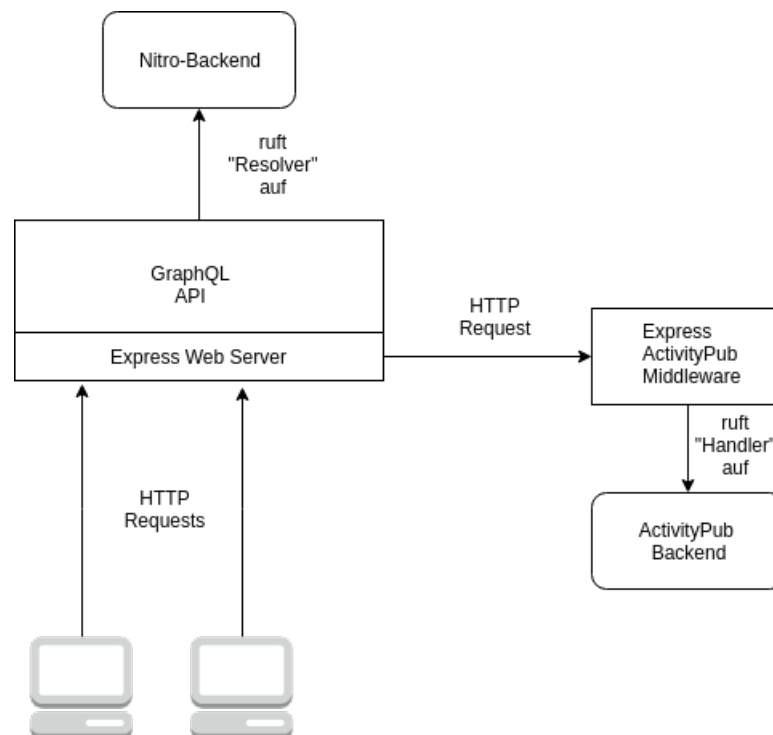 Nitro-Backend
ruft
"Resolver"
auf
GraphQL
API
Express Web Server
HTTP
Request
Express
ActivityPub
Middleware
ruft
"Handler"
auf
ActivityPub
Backend
HTTP
Requests